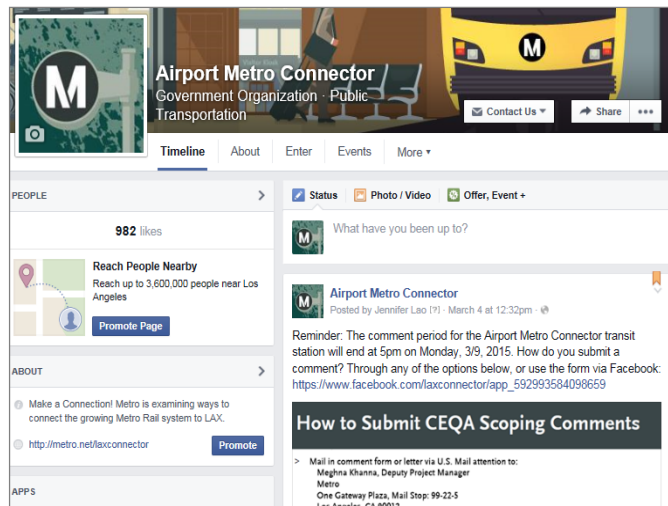 Airport Metro Connector
Government Organization · Public
Transportation
Contact Us
Share
M
M
Timeline About Enter Events More
PEOPLE
982 likes
Reach People Nearby
Reach up to 3,600,000 people near Los
Angeles
Promote Page
ABOUT
Make a Connection! Metro is examining ways to
connect the growing Metro Rail system to LAX.
http://metro.net/laxconnector
Promote
APPS
Status Photo / Video Offer, Event +
M
What have you been up to?
M
Airport Metro Connector
Posted by Jennifer Lao [?] · March 4 at 12:32pm ·
Reminder: The comment period for the Airport Metro Connector transit
station will end at 5pm on Monday, 3/9, 2015. How do you submit a
comment? Through any of the options below, or use the form via Facebook:
https://www.facebook.com/laxconnector/app_592993584098659
How to Submit CEQA Scoping Comments
> Mail in comment form or letter via U.S. Mail attention to:
Meghna Khanna, Deputy Project Manager
Metro
One Gateway Plaza, Mail Stop: 99-22-5
Los Angeles, CA 90012